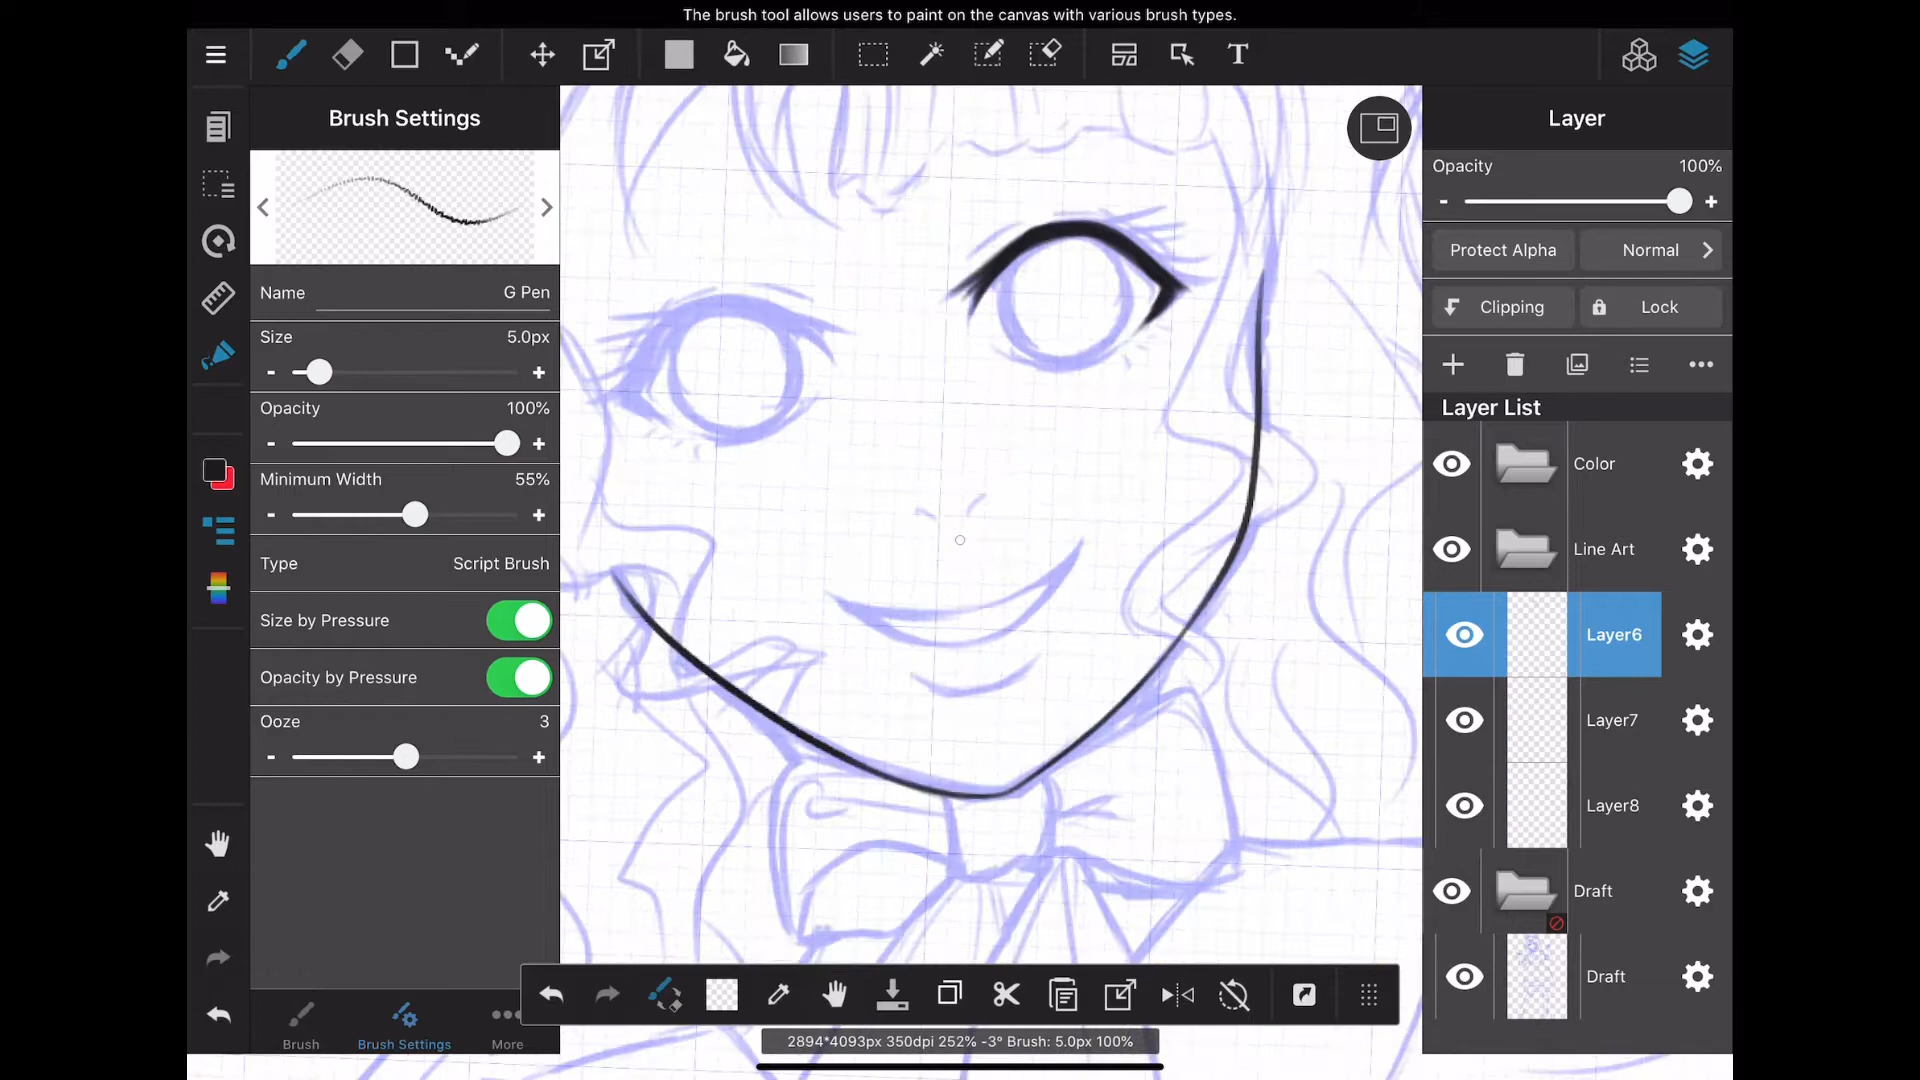 The brush tool allows users to paint on the canvas with various brush types.
T
Brush Settings
Name G Pen
Size 5.0px
- +
Opacity 100%
- +
Minimum Width 55%
- +
Type Script Brush
Size by Pressure
Opacity by Pressure
Ooze 3
- +
Brush
Brush Settings
More
2894*4093px 350dpi 252% -3° Brush: 5.0px 100%
Layer
Opacity 100%
- +
Protect Alpha Normal
Clipping Lock
Layer List
Color
Line Art
Layer6
Layer7
Layer8
Draft
Draft